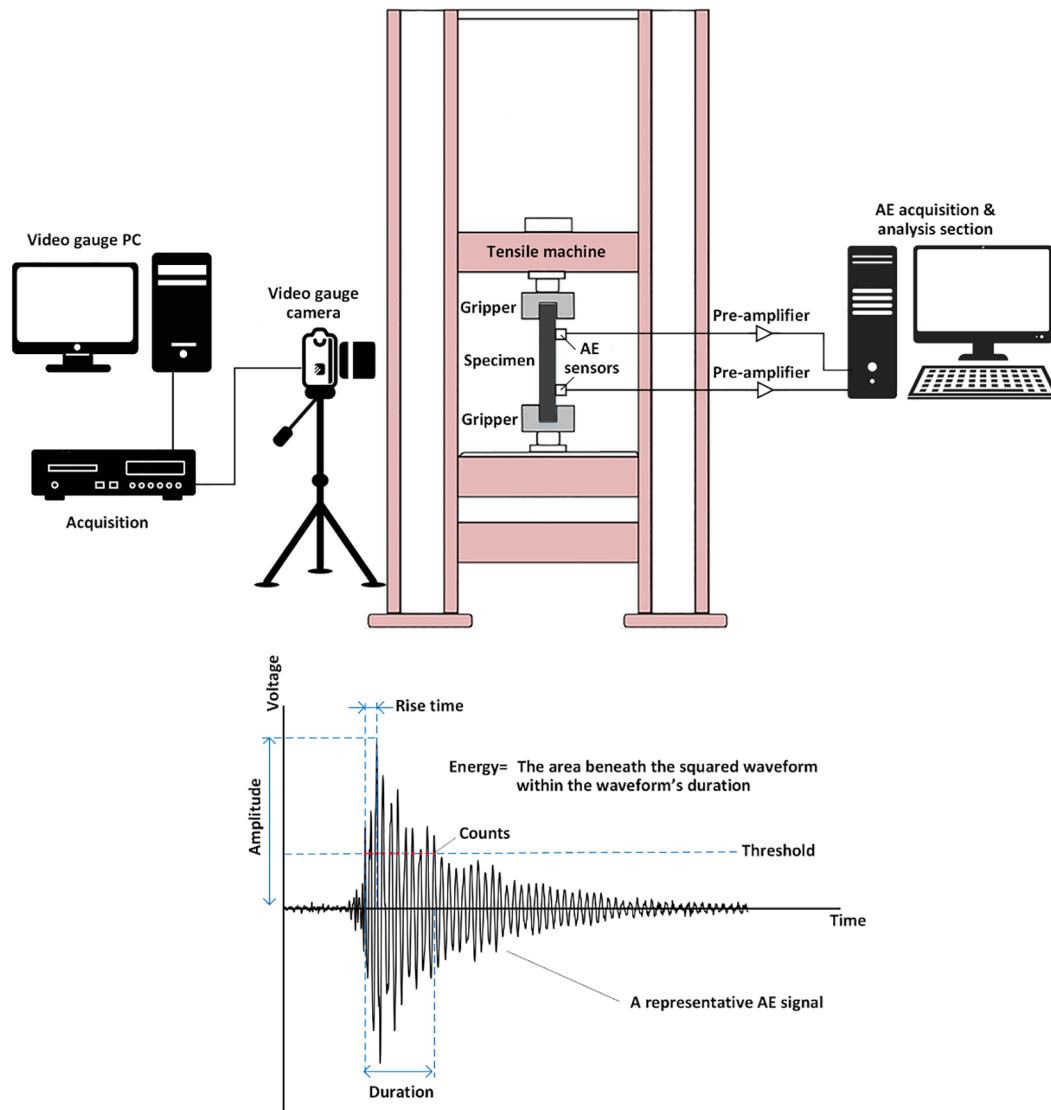 Video gauge PC
Video gauge
camera
Acquisition
Tensile machine
Gripper
Specimen
AE
sensors
Gripper
Pre-amplifier
Pre-amplifier
AE acquisition &
analysis section
Voltage
Rise time
Energy= The area beneath the squared waveform
within the waveform's duration
Amplitude
Counts
Threshold
Time
A representative AE signal
Duration